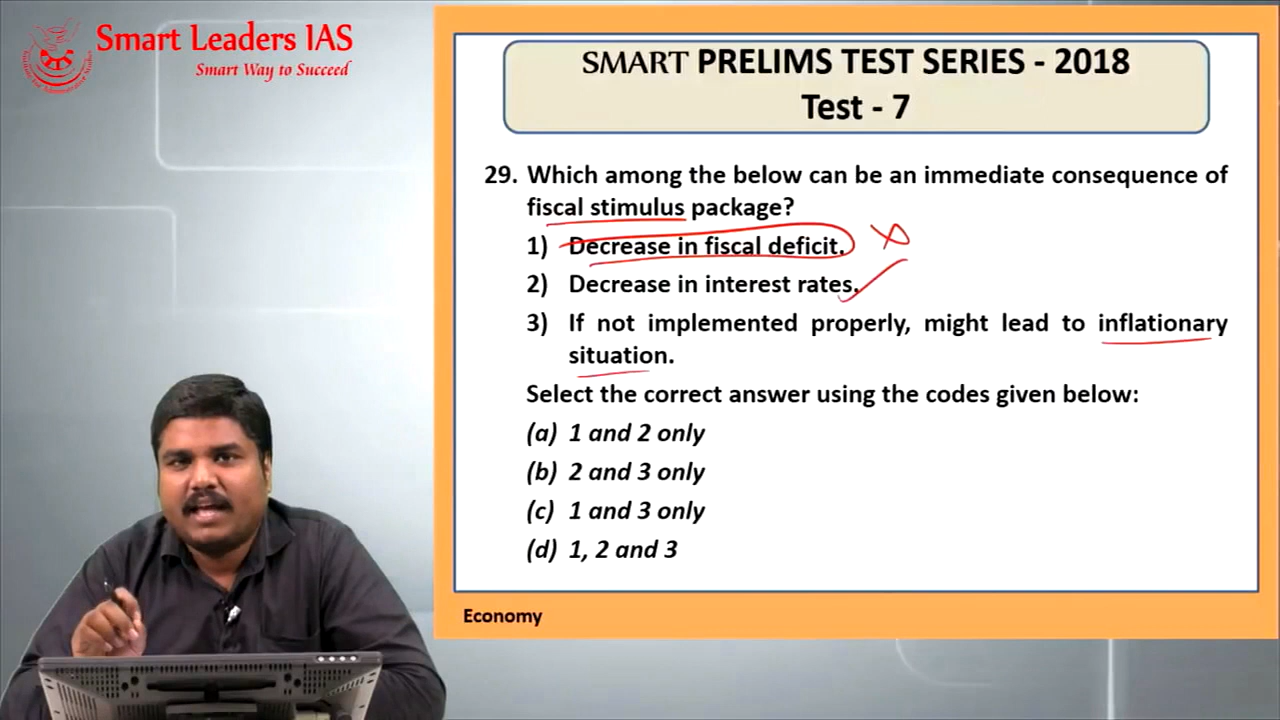 Smart Leaders IAS
Smart Way to Succeed
SMART PRELIMS TEST SERIES - 2018
Test - 7
29. Which among the below can be an immediate consequence of
fiscal stimulus package?
1) Decrease in fiscal deficit.
2) Decrease in interest rates.
3) If not implemented properly, might lead to inflationary
situation.
Select the correct answer using the codes given below:
(a) 1 and 2 only
(b) 2 and 3 only
(c) 1 and 3 only
(d) 1, 2 and 3
Economy